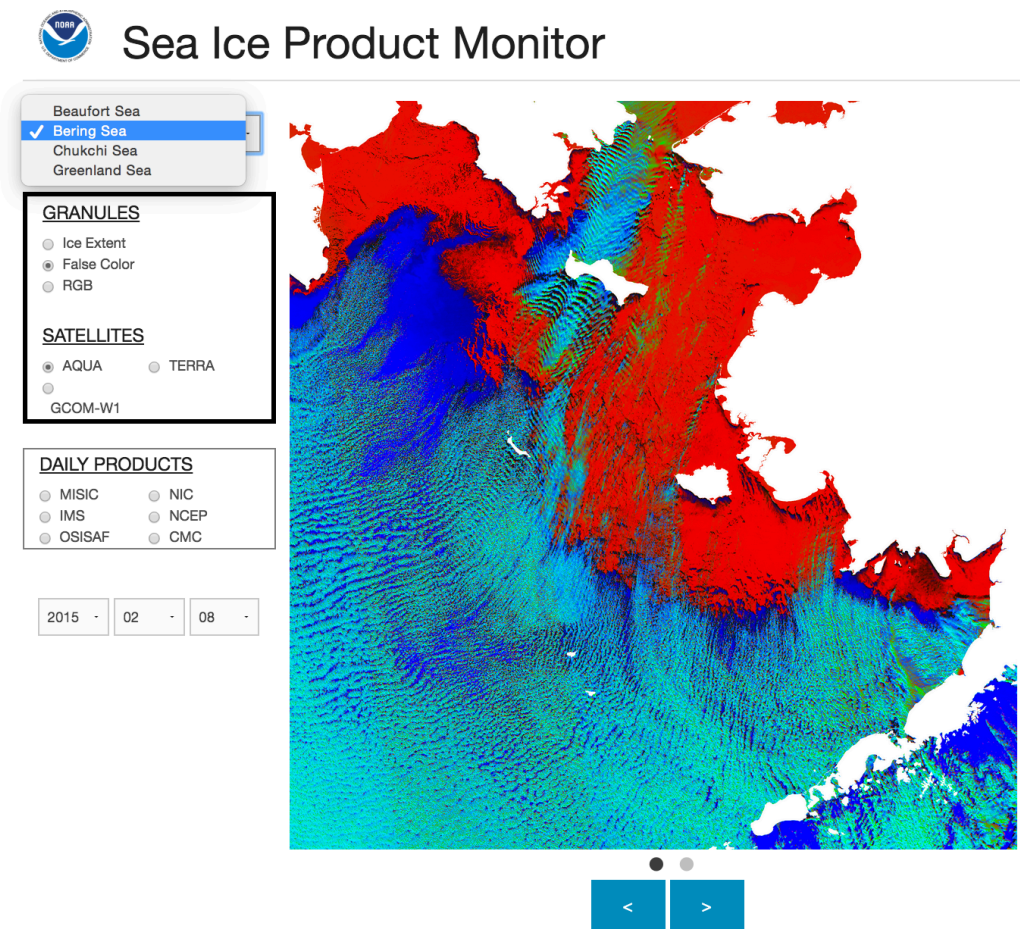 NOAA
Sea Ice Product Monitor
Beaufort Sea
✓ Bering Sea
Chukchi Sea
Greenland Sea
GRANULES
Ice Extent
False Color
RGB
SATELLITES
AQUA TERRA
GCOM-W1
DAILY PRODUCTS
MISIC NIC
IMS NCEP
OSISAF CMC
2015 - 02 - 08 -
< >